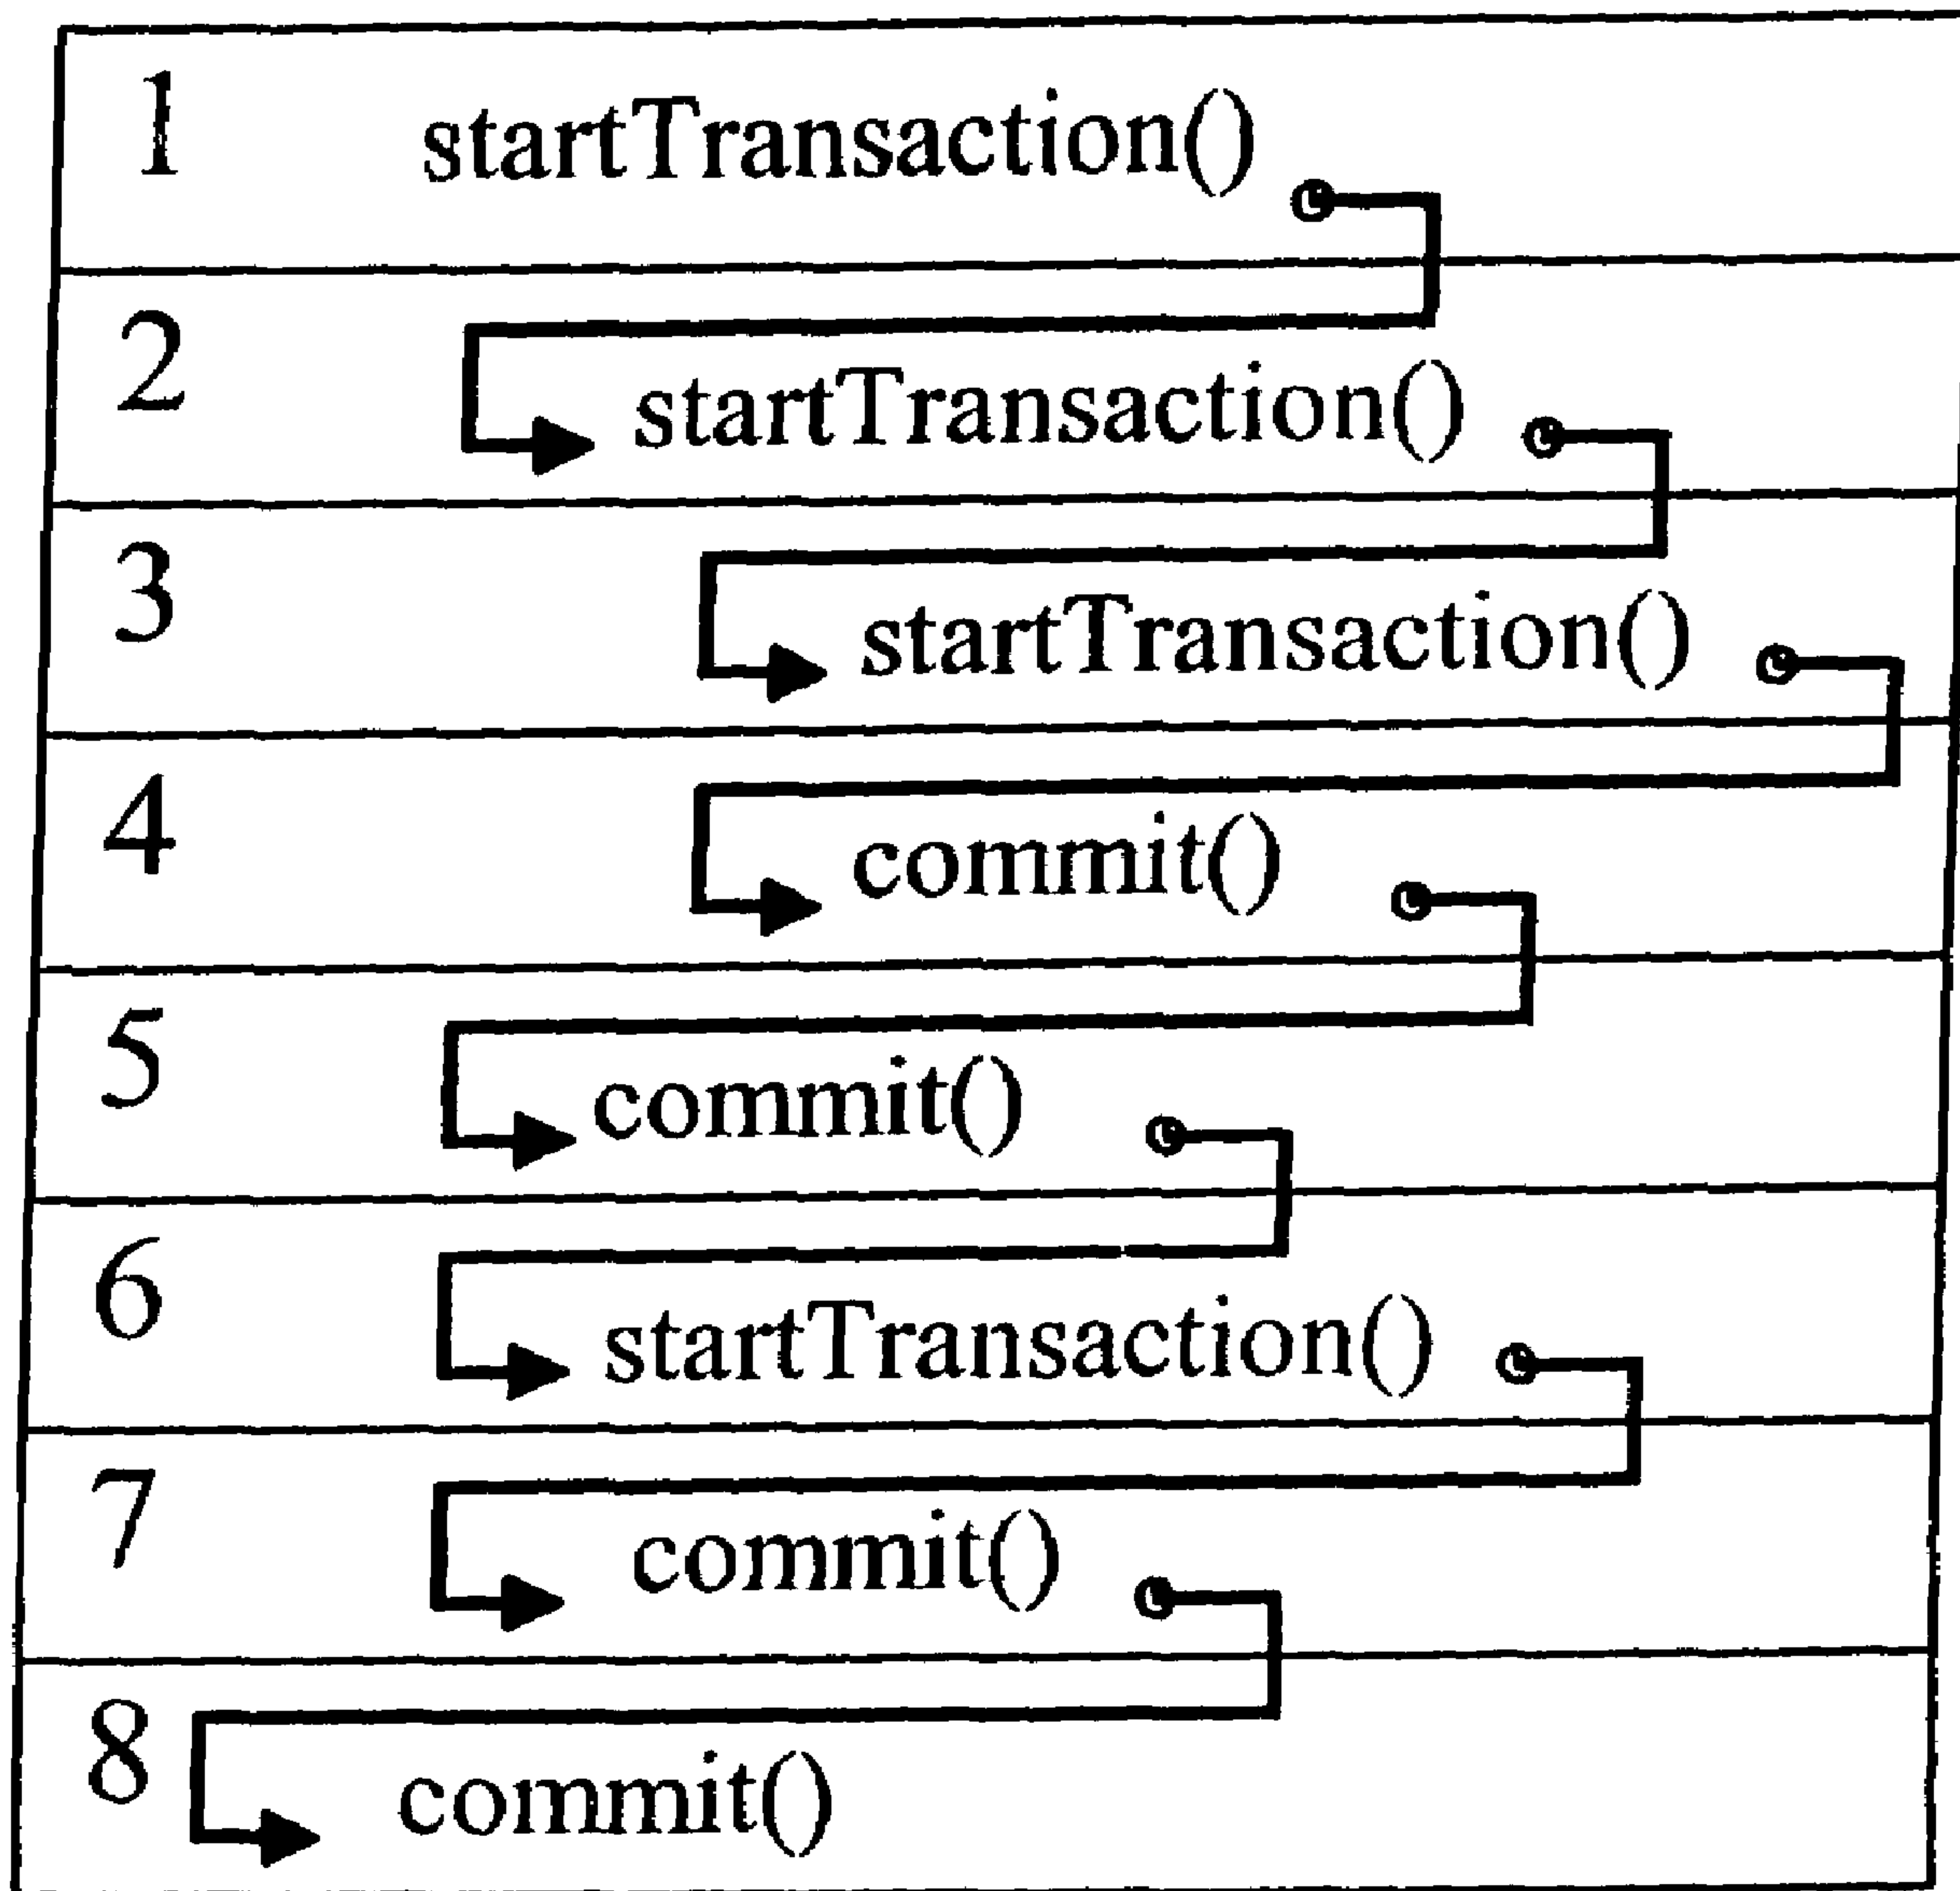 1 startTransaction()
2 startTransaction()
3 startTransaction()
4 commit()
5 commit()
6 startTransaction()
7 commit()
8 commit()